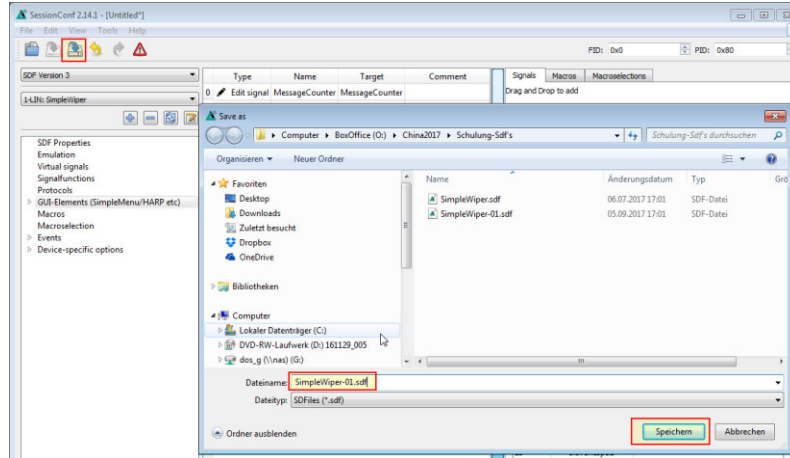 SessionConf 2.14.1 - [Untitled*]
File Edit View Tools Help
PID: 0x0 PID: 0x80
SDF Version 3
1-LIN: SimpleWiper
Type Name Target Comment
0 Edit signal MessageCounter MessageCounter
Signals Macros Macroselections
Drag and Drop to add
SDF Properties
Emulation
Virtual signals
Signalfunctions
Protocols
GUI-Elements (SimpleMenu/HARP etc)
Macros
Macroselection
Events
Device-specific options
Save as
Computer BoxOffice (O:) China2017 Schulung-Sdf's
Schulung-Sdf's durchsuchen
Organisieren Neuer Ordner
Favoriten
Desktop
Downloads
Zuletzt besucht
Dropbox
OneDrive
Bibliotheken
Computer
Lokaler Datenträger (C:)
DVD-RW-Laufwerk (D:) 161129_005
dos_g (\\nas) (G:)
Name Änderungsdatum Typ Grö
SimpleWiper.sdf 06.07.2017 17:01 SDF-Datei
SimpleWiper-01.sdf 05.09.2017 17:01 SDF-Datei
Dateiname: SimpleWiper-01.sdf
Dateityp: SDFiles (*.sdf)
Ordner ausblenden
Speichern Abbrechen